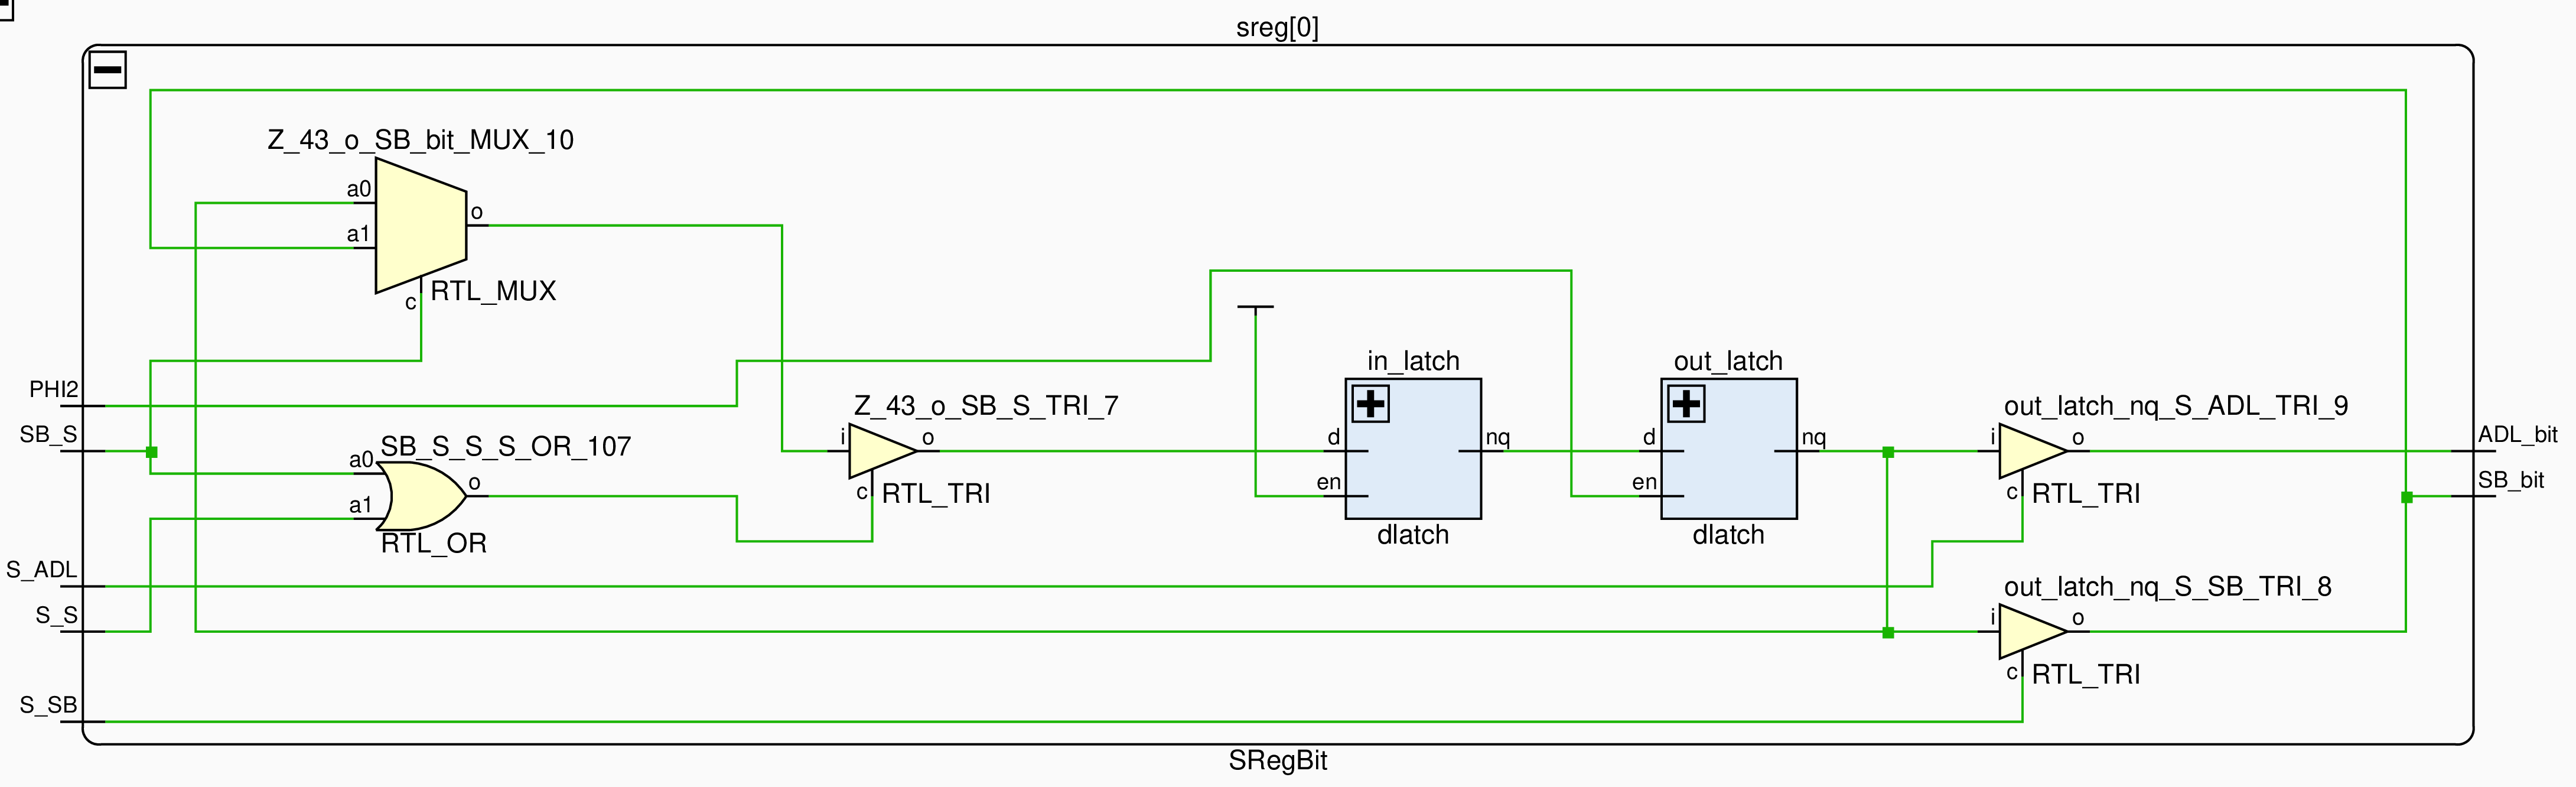 sreg[0]
Z_43_o_SB_bit_MUX_10
a0
o
a1
c
RTL_MUX
PHI2
SB_S
SB_S_S_S_OR_107
a0
o
a1
RTL_OR
Z_43_o_SB_S_TRI_7
i
o
c
RTL_TRI
in_latch
d
nq
en
dlatch
out_latch
d
nq
en
dlatch
out_latch_nq_S_ADL_TRI_9
i
o
c
RTL_TRI
ADL_bit
SB_bit
S_ADL
S_S
out_latch_nq_S_SB_TRI_8
i
o
c
RTL_TRI
S_SB
SRegBit